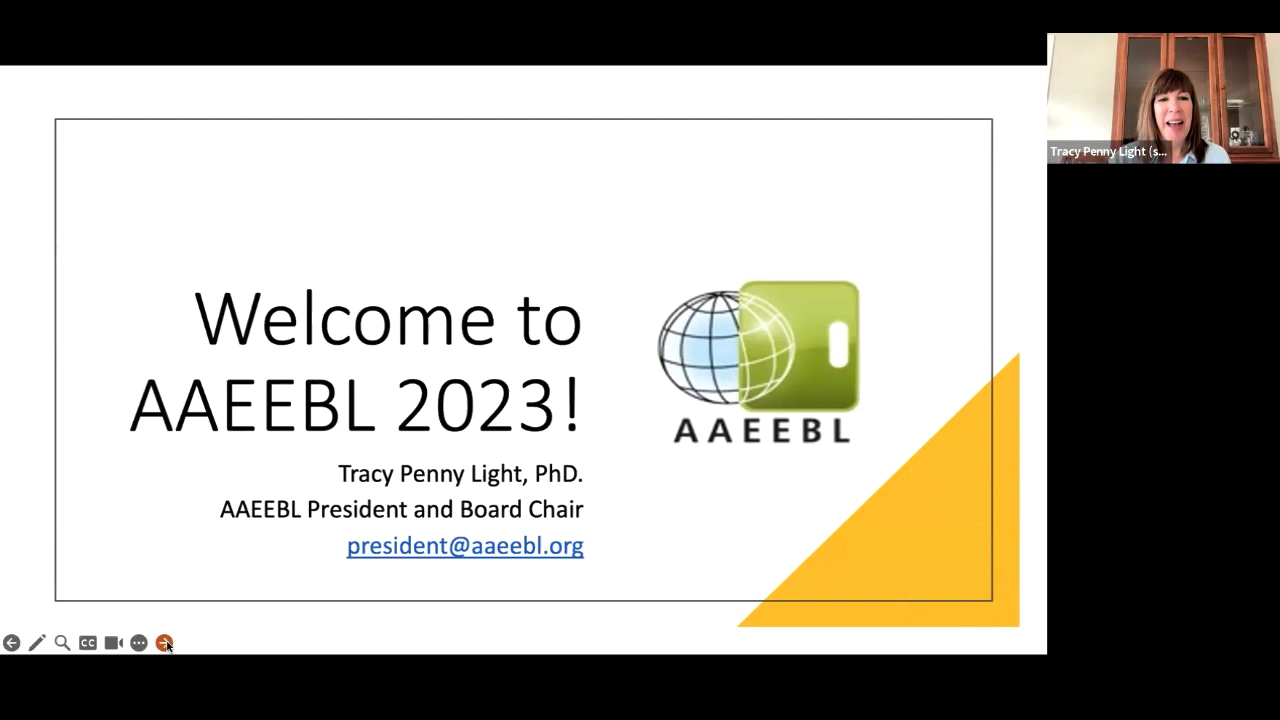 Welcome to
AAEEBL 2023!
Tracy Penny Light, PhD.
AAEEBL President and Board Chair
president@aaeebl.org
AAEEBL
Tracy Penny Light (s...
CC